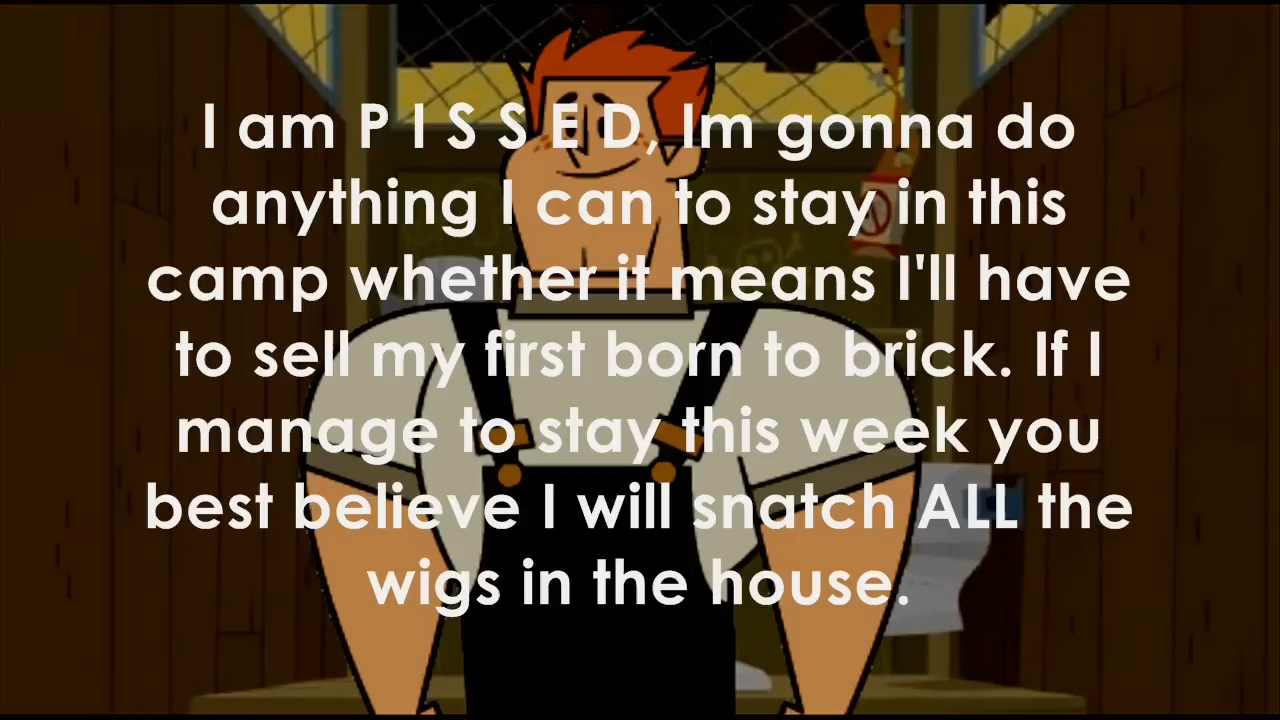 I am P I S S E D, Im gonna do
anything I can to stay in this
camp whether it means I'll have
to sell my first born to brick. If I
manage to stay this week you
best believe I will snatch ALL the
wigs in the house.